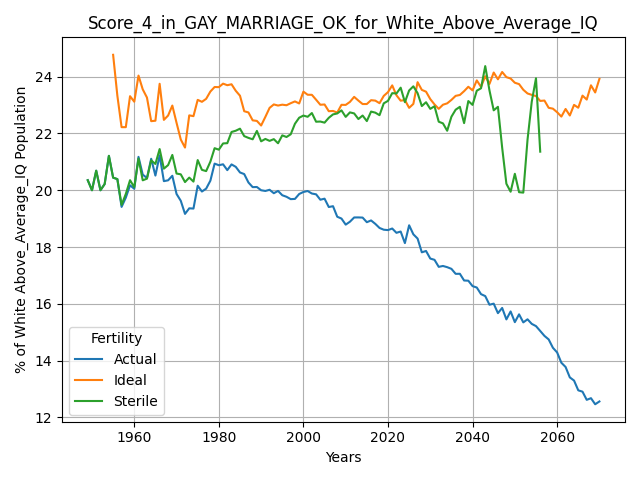 Score_4_in_GAY_MARRIAGE_OK_for_White_Above_Average_IQ
% of White Above_Average_IQ Population
24
22
20
18
16
14
12
Fertility
Actual
Ideal
Sterile
1960 1980 2000 2020 2040 2060
Years